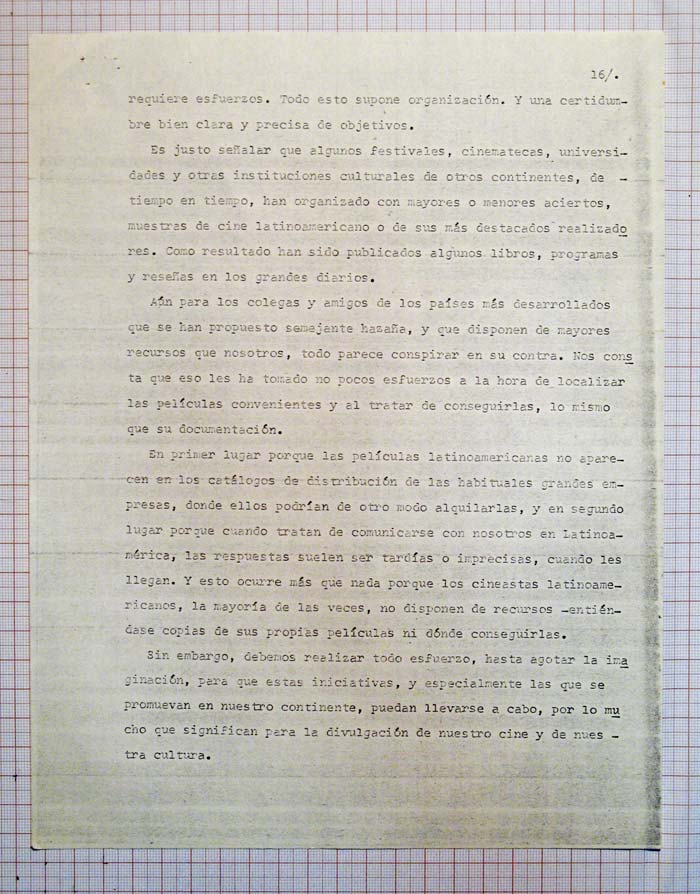 16/.
requiere esfuerzos. Todo esto supone organización. Y una certidum-
bre bien clara y precisa de objetivos.
Es justo señalar que algunos festivales, cinematecas, universi-
dades y otras instituciones culturales de otros continentes, de -
tiempo en tiempo, han organizado con mayores o menores aciertos,
muestras de cine latinoamericano o de sus más destacados realizado
res. Como resultado han sido publicados algunos libros, programas
y reseñas en los grandes diarios.
Aún para los colegas y amigos de los países más desarrollados
que se han propuesto semejante hazaña, y que disponen de mayores
recursos que nosotros, todo parece conspirar en su contra. Nos cons
ta que eso les ha tomado no pocos esfuerzos a la hora de localizar
las películas convenientes y al tratar de conseguirlas, lo mismo
que su documentación.
En primer lugar porque las películas latinoamericanas no apare-
cen en los catálogos de distribución de las habituales grandes em-
presas, donde ellos podrían de otro modo alquilarlas, y en segundo
lugar porque cuando tratan de comunicarse con nosotros en Latinoa-
mérica, las respuestas suelen ser tardías o imprecisas, cuando les
llegan. Y esto ocurre más que nada porque los cineastas latinoame-
ricanos, la mayoría de las veces, no disponen de recursos -entién-
dase copias de sus propias películas ni dónde conseguirlas.
Sin embargo, debemos realizar todo esfuerzo, hasta agotar la ima
ginación, para que estas iniciativas, y especialmente las que se
promuevan en nuestro continente, puedan llevarse a cabo, por lo mu
cho que significan para la divulgación de nuestro cine y de nues -
tra cultura.